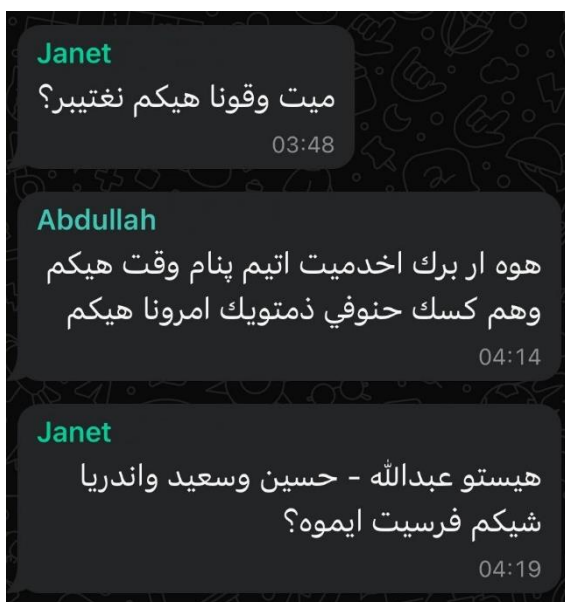 Janet
ميت وقونا هيكم نغتيبر؟
03:48
Abdullah
هوه ار برك اخدميت اتيم پنام وقت هيكم
وهم كسك حنوفي ذمتويك امرونا هيكم
04:14
Janet
هيستو عبدالله - حسين وسعيد واندريا
شيكم فرسيت ايموه؟
04:19